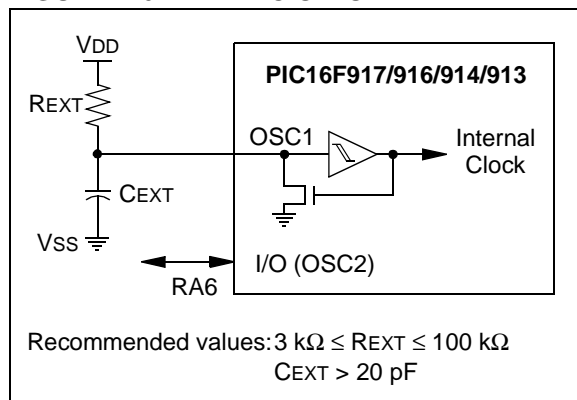 VDD
PIC16F917/916/914/913
REXT
OSC1
Internal
Clock
CEXT
VSS
I/O (OSC2)
RA6
Recommended values: 3 kΩ ≤ REXT ≤ 100 kΩ
CEXT > 20 pF